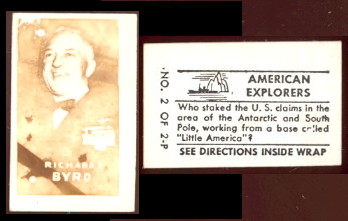 RICHARD
BYRD
NO. 2 OF 2-P
AMERICAN
EXPLORERS
Who staked the U. S. claims in the
area of the Antarctic and South
Pole, working from a base called
"Little America"?
SEE DIRECTIONS INSIDE WRAP